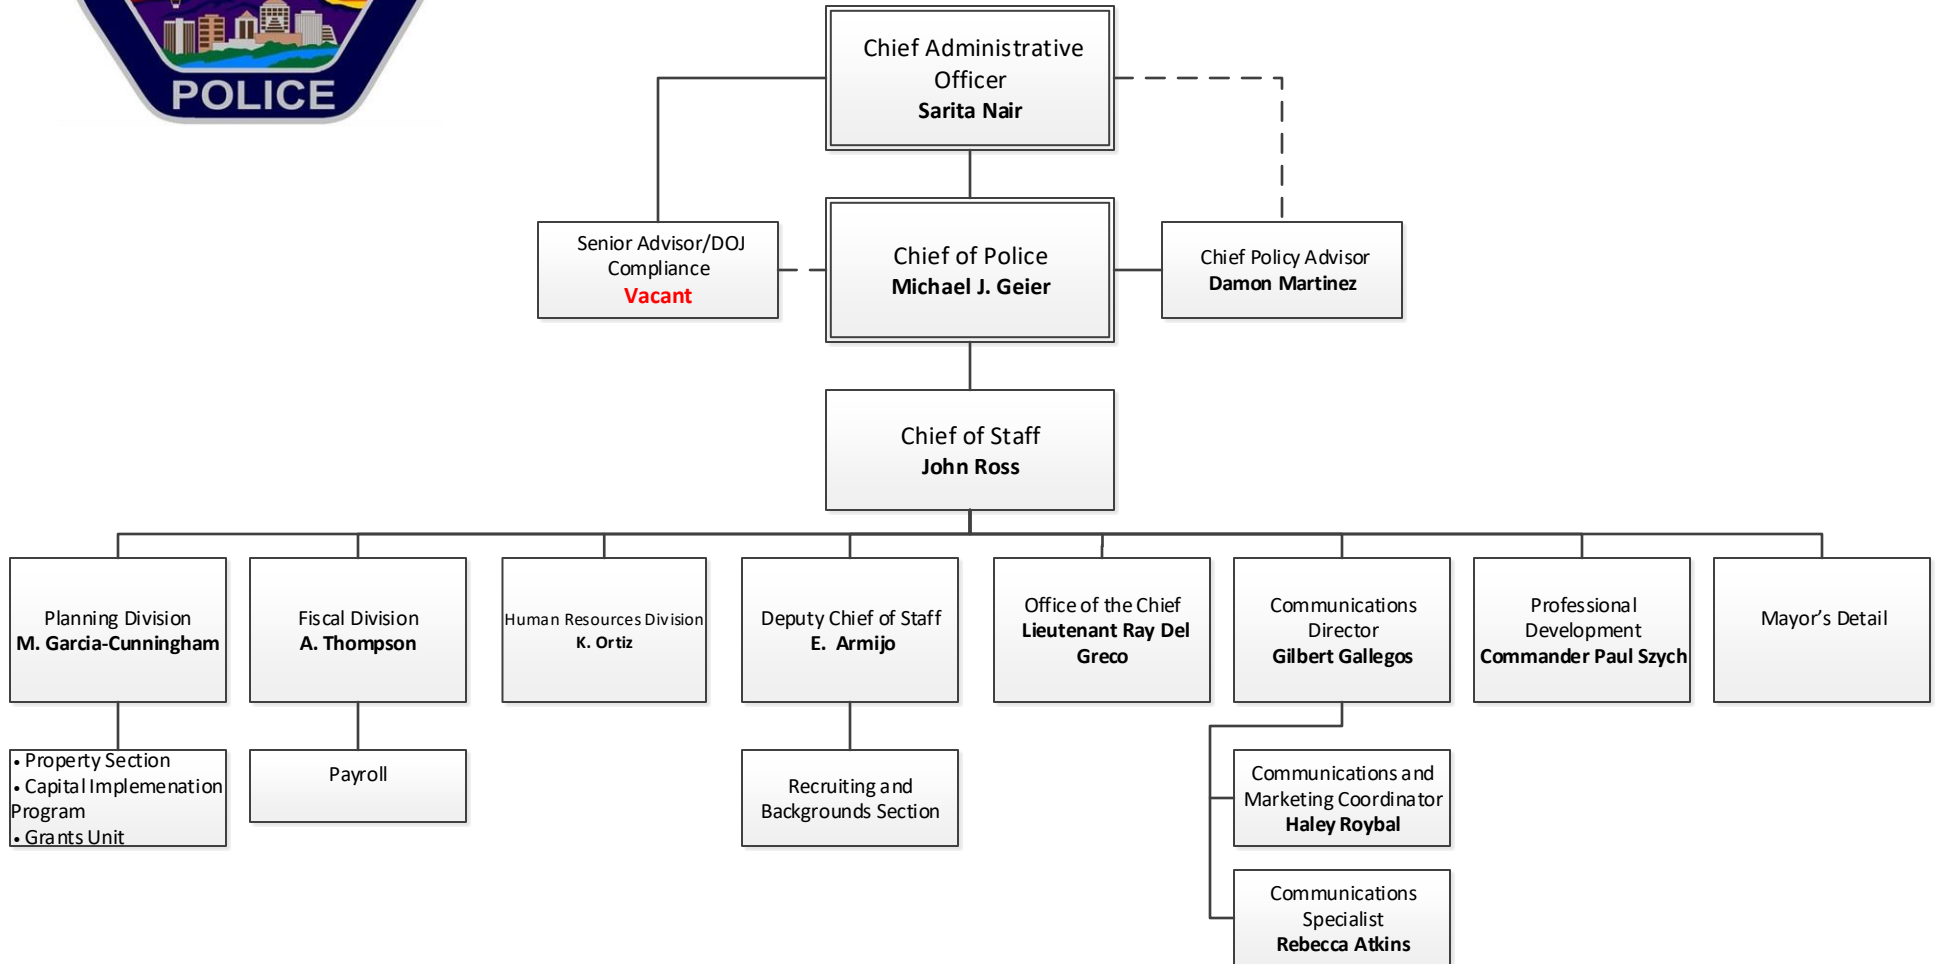 POLICE
Chief Administrative
Officer
Sarita Nair
Senior Advisor/DOJ
Compliance
Vacant
Chief of Police
Michael J. Geier
Chief Policy Advisor
Damon Martinez
Chief of Staff
John Ross
Planning Division
M. Garcia-Cunningham
Fiscal Division
A. Thompson
Human Resources Division
K. Ortiz
Deputy Chief of Staff
E. Armijo
Office of the Chief
Lieutenant Ray Del
Greco
Communications
Director
Gilbert Gallegos
Professional
Development
Commander Paul Szych
Mayor’s Detail
• Property Section
• Capital Implemenation
Program
• Grants Unit
Payroll
Recruiting and
Backgrounds Section
Communications and
Marketing Coordinator
Haley Roybal
Communications
Specialist
Rebecca Atkins